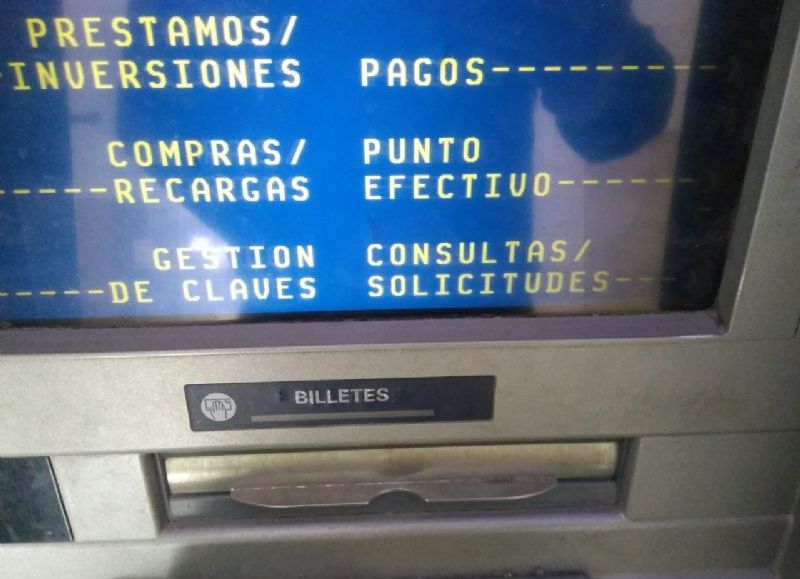 PRESTAMOS/
-INVERSIONES PAGOS---------
COMPRAS/ PUNTO
-----RECARGAS EFECTIVO------
GESTION CONSULTAS/
-----DE CLAVES SOLICITUDES---
BILLETES